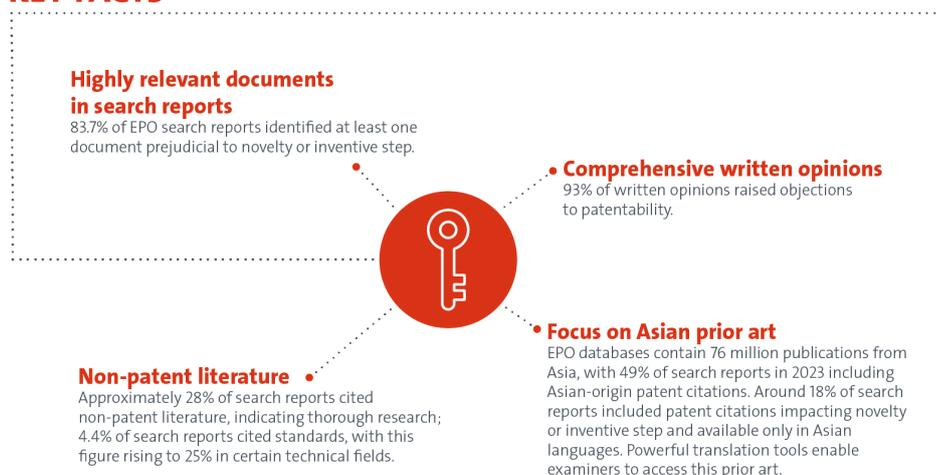 KEY FACTS
Highly relevant documents
in search reports
83.7% of EPO search reports identified at least one
document prejudicial to novelty or inventive step.
Comprehensive written opinions
93% of written opinions raised objections
to patentability.
Focus on Asian prior art
EPO databases contain 76 million publications from
Asia, with 49% of search reports in 2023 including
Asian-origin patent citations. Around 18% of search
reports included patent citations impacting novelty
or inventive step and available only in Asian
languages. Powerful translation tools enable
examiners to access this prior art.
Non-patent literature
Approximately 28% of search reports cited
non-patent literature, indicating thorough research;
4.4% of search reports cited standards, with this
figure rising to 25% in certain technical fields.